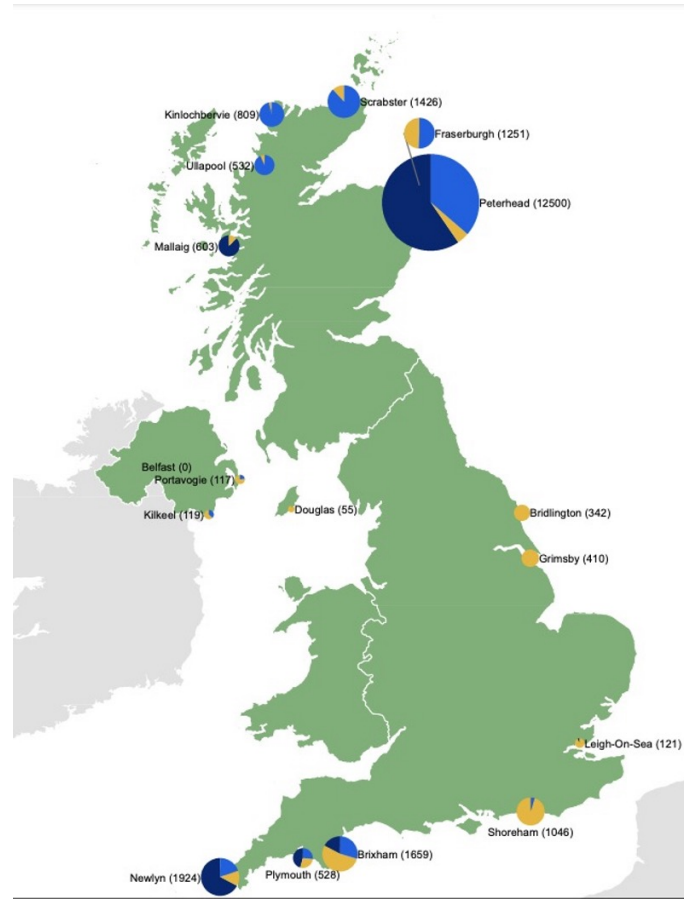 Scrabster (1426)
Kinlochbervie (809)
Fraserburgh (1251)
Ullapool (532)
Peterhead (12500)
Mallaig (603)
Belfast (0)
Portavogie (117)
Kilkeel (119)
Douglas (55)
Bridlington (342)
Grimsby (410)
Leigh-On-Sea (121)
Shoreham (1046)
Brixham (1659)
Plymouth (528)
Newlyn (1924)